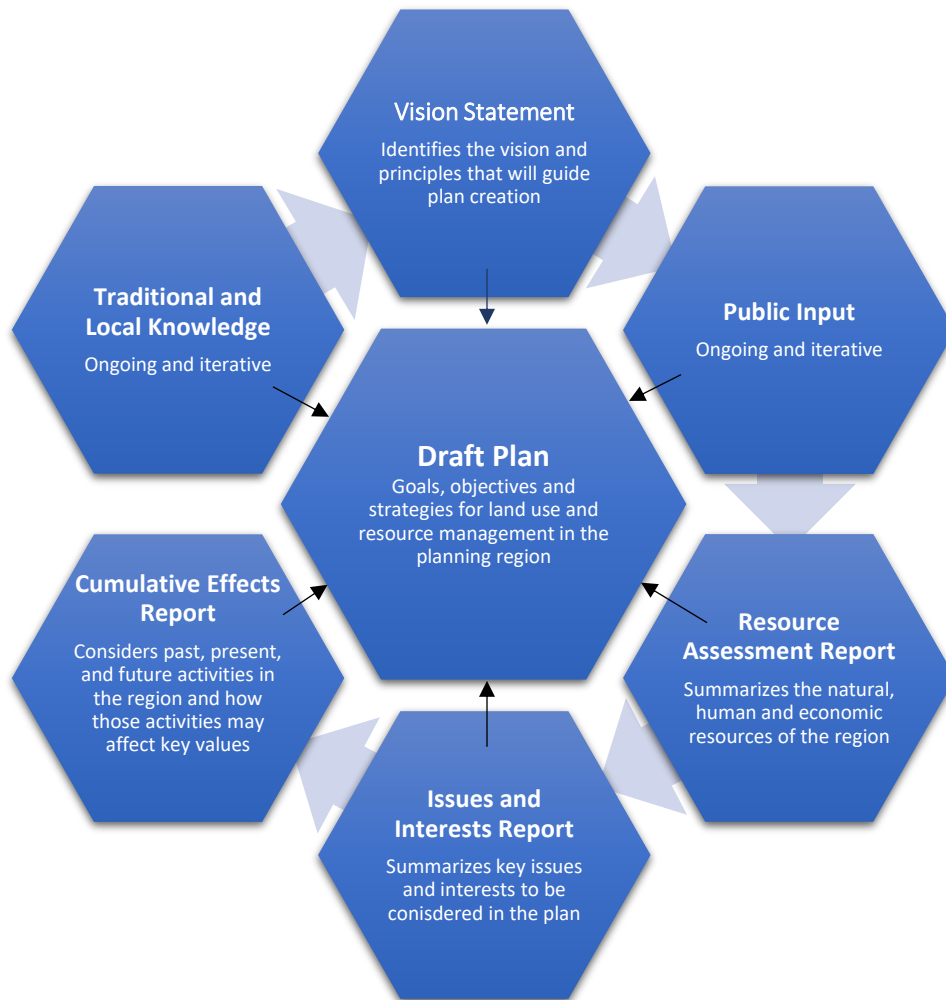 Vision Statement
Identifies the vision and
principles that will guide
plan creation
Traditional and
Local Knowledge
Ongoing and iterative
Public Input
Ongoing and iterative
Draft Plan
Goals, objectives and
strategies for land use and
resource management in the
planning region
Cumulative Effects
Report
Considers past, present,
and future activities in
the region and how
those activities may
affect key values
Resource
Assessment Report
Summarizes the natural,
human and economic
resources of the region
Issues and
Interests Report
Summarizes key issues
and interests to be
conisdered in the plan